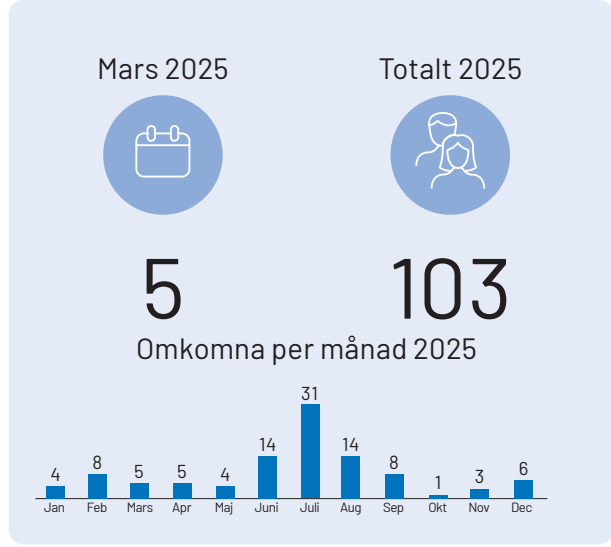 Mars 2025 Totalt 2025
5 103
Omkomna per månad 2025
4 8 5 5 4 14 31 14 8 1 3 6
Jan Feb Mars Apr Maj Juni Juli Aug Sep Okt Nov Dec